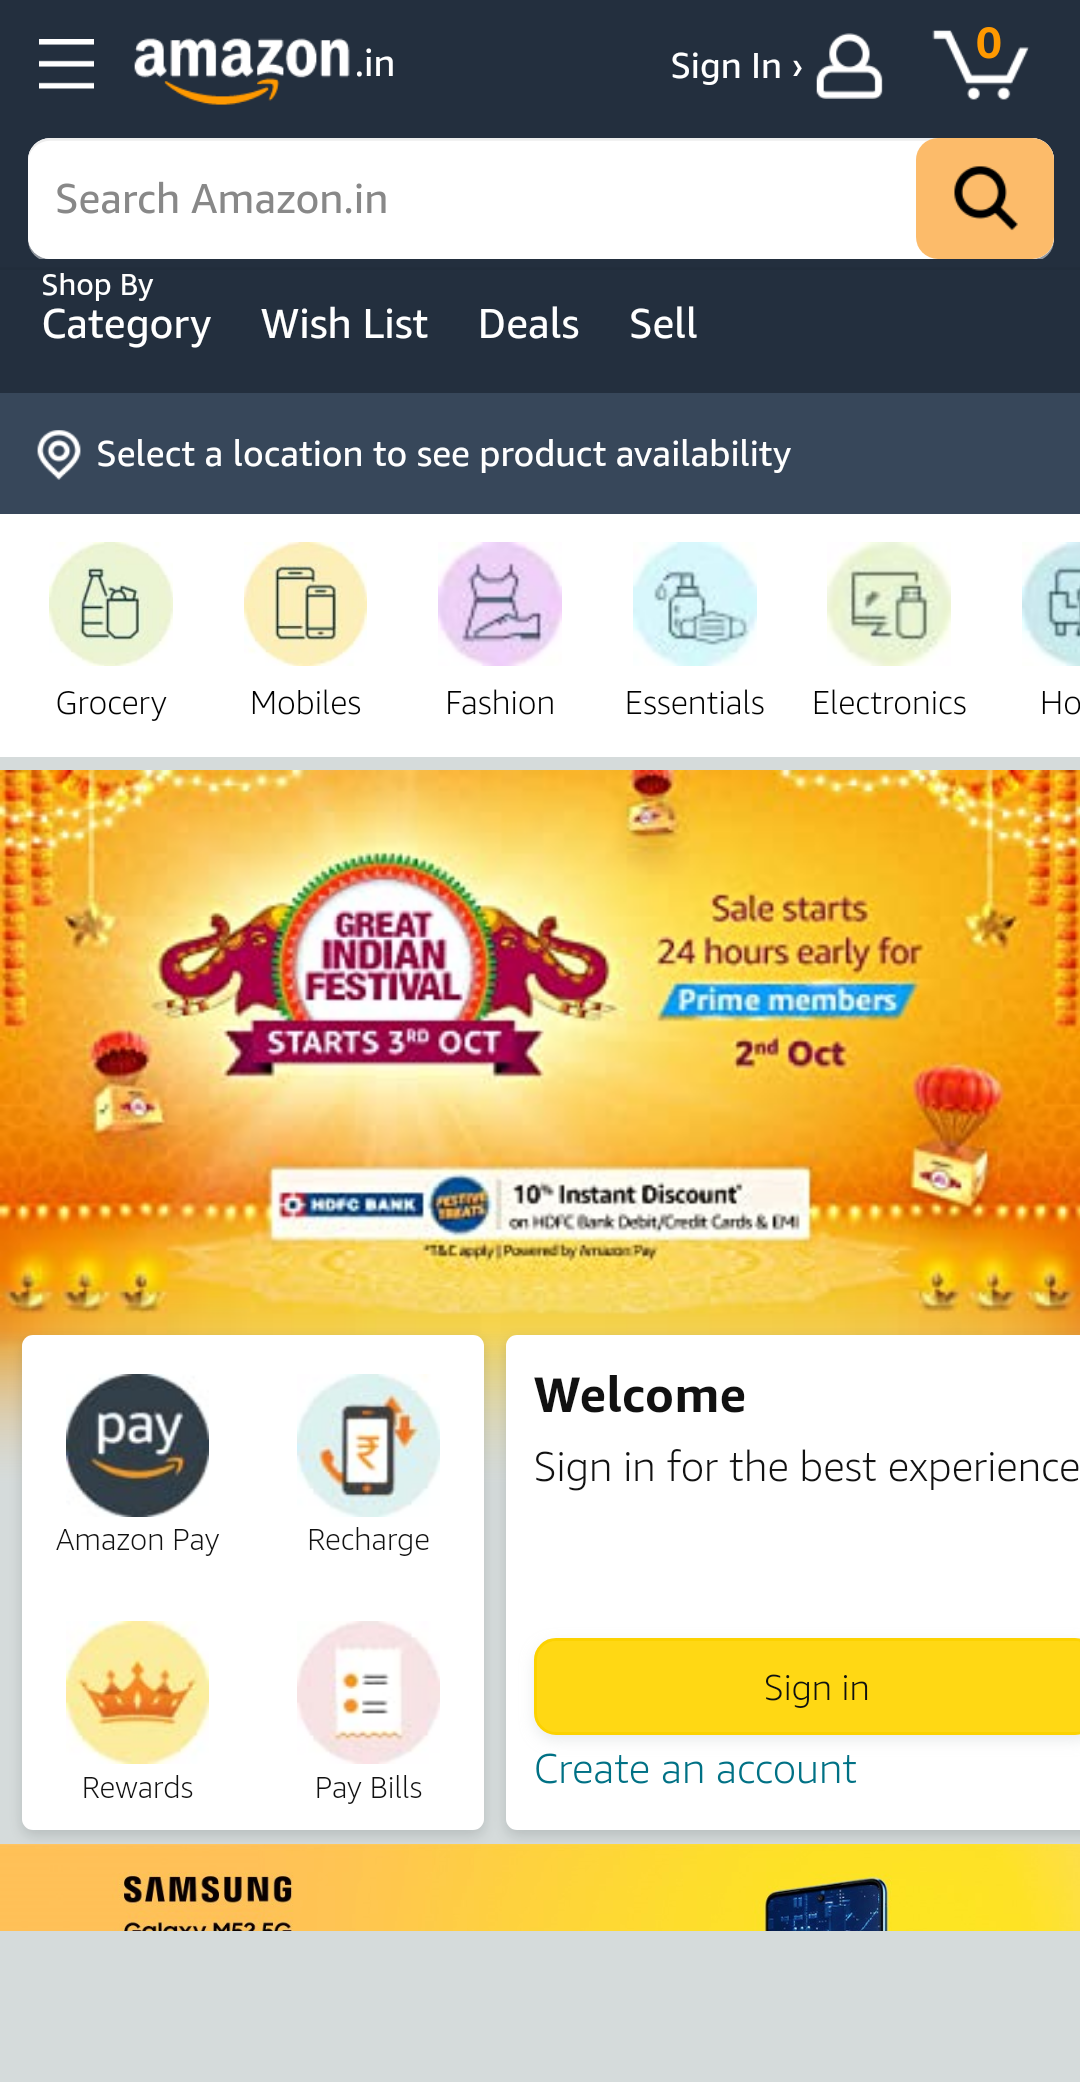 amazon.in
Sign In ›
0
Search Amazon.in
Shop By
Category Wish List Deals Sell
Select a location to see product availability
Grocery Mobiles Fashion Essentials Electronics Ho
GREAT
INDIAN
FESTIVAL
STARTS 3RD OCT
Sale starts
24 hours early for
Prime members
2nd Oct
HDFC BANK
FESTIVE
TREATS
10% Instant Discount*
on HDFC Bank Debit/Credit Cards & EMI
*T&C apply | Powered by Amazon Pay
pay
Amazon Pay
₹
Recharge
Rewards
Pay Bills
Welcome
Sign in for the best experience
Sign in
Create an account
SAMSUNG
Galaxy M52 5G